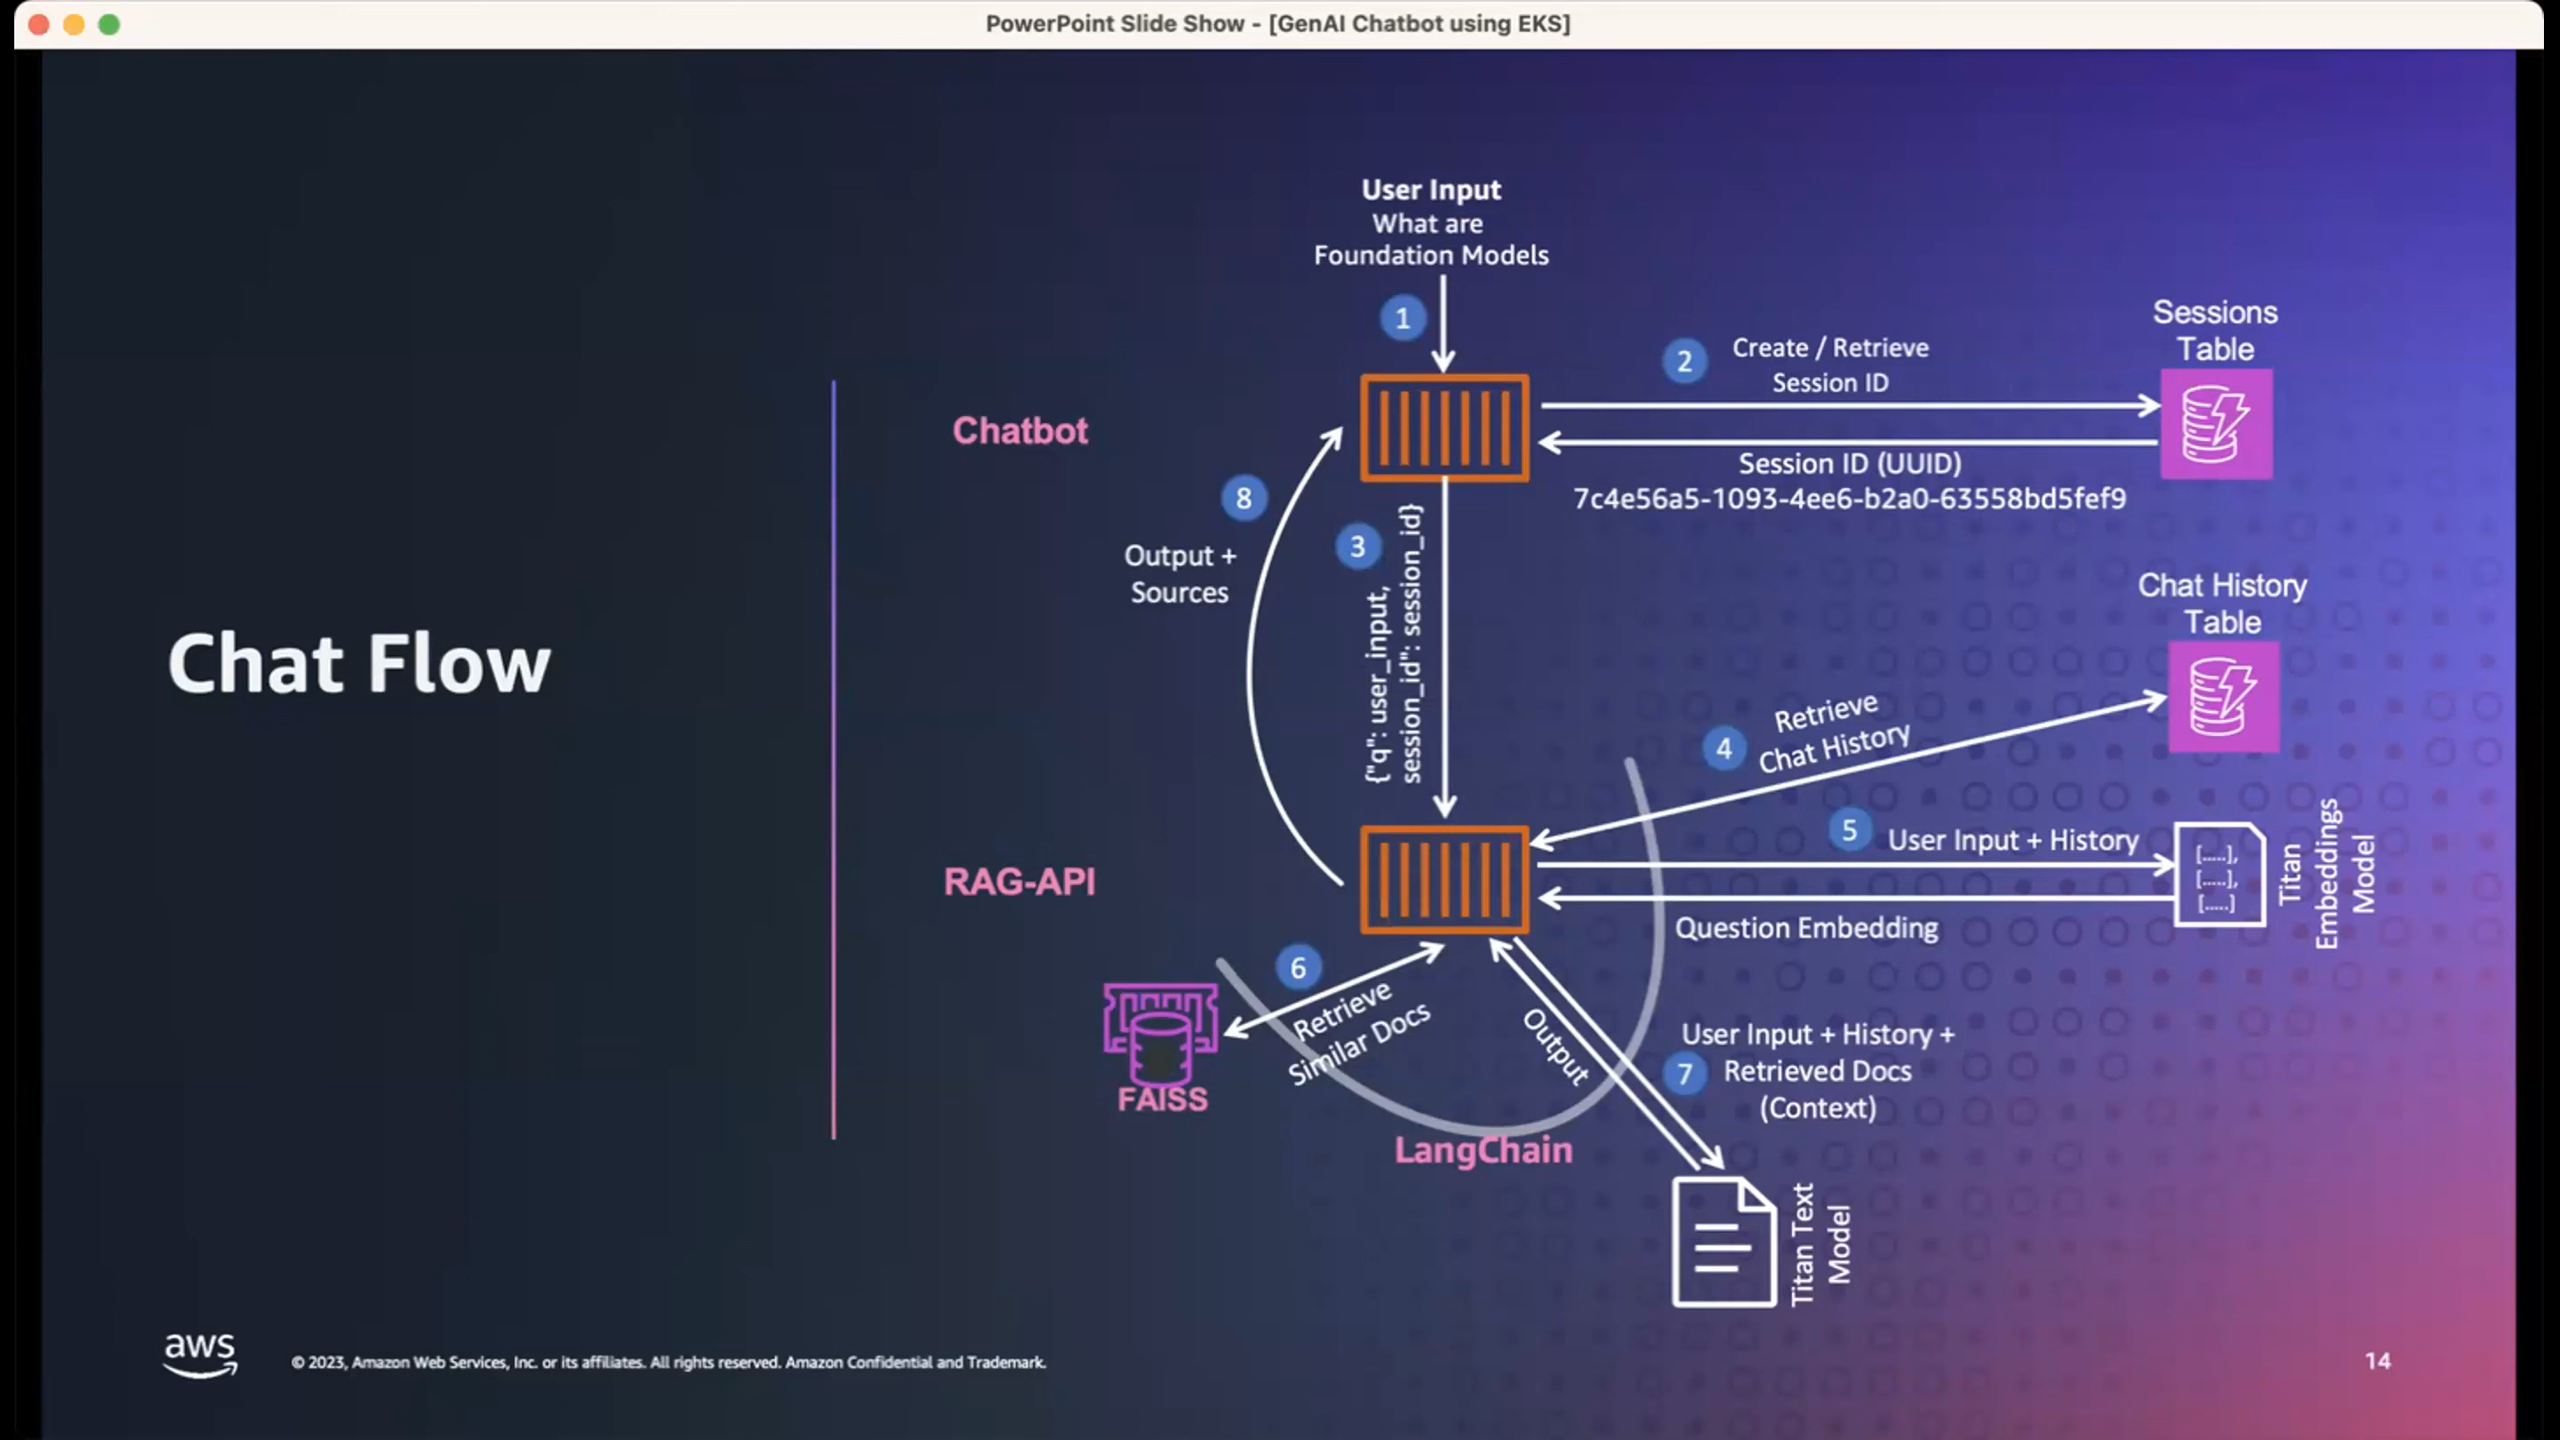 PowerPoint Slide Show - [GenAI Chatbot using EKS]
Chat Flow
User Input
What are
Foundation Models
1
Chatbot
2
Create / Retrieve
Session ID
Sessions
Table
Session ID (UUID)
7c4e56a5-1093-4ee6-b2a0-63558bd5fef9
8
Output +
Sources
3
{"q": user_input,
session_id": session_id}
Chat History
Table
4
Retrieve
Chat History
RAG-API
5
User Input + History
Question Embedding
[.....],
[.....],
[.....]
Titan
Embeddings
Model
6
Retrieve
Similar Docs
FAISS
Output
7
User Input + History +
Retrieved Docs
(Context)
LangChain
Titan Text
Model
aws
© 2023, Amazon Web Services, Inc. or its affiliates. All rights reserved. Amazon Confidential and Trademark.
14